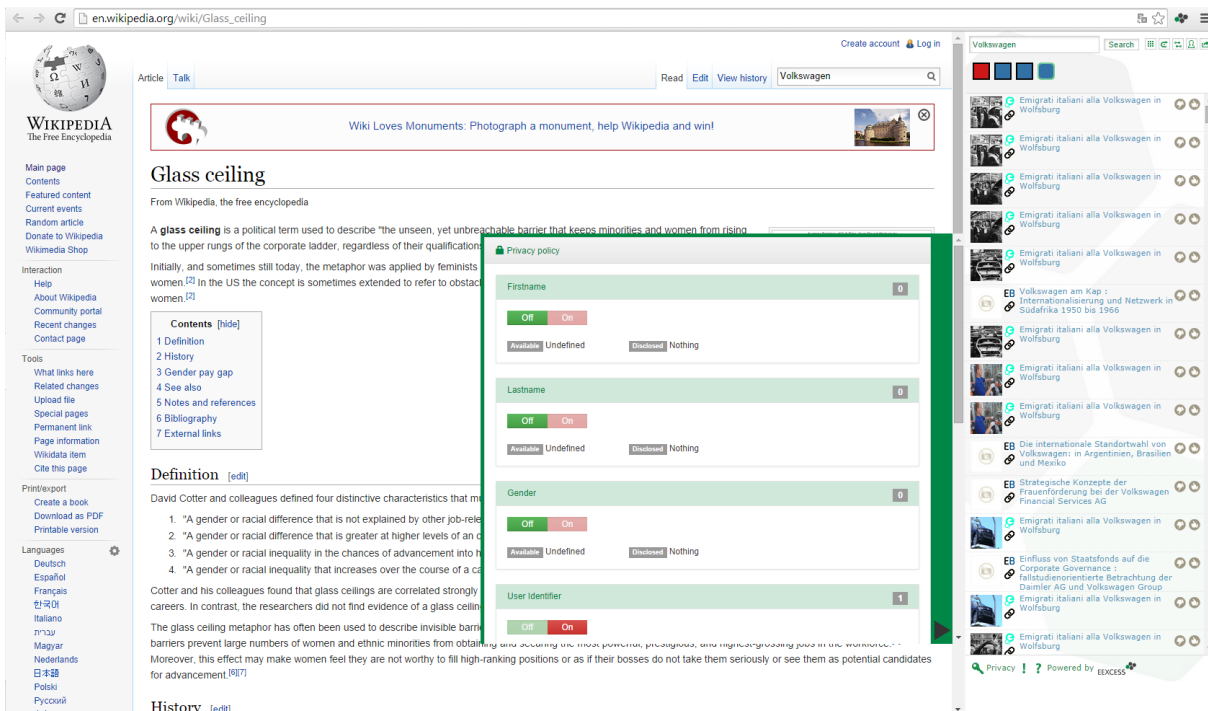 en.wikipedia.org/wiki/Glass_ceiling
WIKIPEDIA
The Free Encyclopedia
Main page
Contents
Featured content
Current events
Random article
Donate to Wikipedia
Wikimedia Shop
Interaction
Help
About Wikipedia
Community portal
Recent changes
Contact page
Tools
What links here
Related changes
Upload file
Special pages
Permanent link
Page information
Wikidata item
Cite this page
Print/export
Create a book
Download as PDF
Printable version
Languages
Deutsch
Español
Français
한국어
Italiano
עברית
Magyar
Nederlands
日本語
Polski
Русский
Create account Log in
Article Talk
Read Edit View history Volkswagen
Wiki Loves Monuments: Photograph a monument, help Wikipedia and win!
Glass ceiling
From Wikipedia, the free encyclopedia
A glass ceiling is a political term used to describe "the unseen, yet unbreachable barrier that keeps minorities and women from rising
to the upper rungs of the corporate ladder, regardless of their qualifications
Initially, and sometimes still today, the metaphor was applied by feminists
women.[2] In the US the concept is sometimes extended to refer to obstac
women.[2]
Contents [hide]
1 Definition
2 History
3 Gender pay gap
4 See also
5 Notes and references
6 Bibliography
7 External links
Definition [edit]
David Cotter and colleagues defined four distinctive characteristics that mu
1. "A gender or racial difference that is not explained by other job-rele
2. "A gender or racial difference that is greater at higher levels of an o
3. "A gender or racial inequality in the chances of advancement into h
4. "A gender or racial inequality that increases over the course of a ca
Cotter and his colleagues found that glass ceilings are correlated strongly
careers. In contrast, the researchers did not find evidence of a glass ceilin
The glass ceiling metaphor has often been used to describe invisible barri
barriers prevent large numbers of women and ethnic minorities from obtaining and securing the most powerful, prestigious, and highest-grossing jobs in the workforce.
Moreover, this effect may make women feel they are not worthy to fill high-ranking positions or as if their bosses do not take them seriously or see them as potential candidates
for advancement.[6][7]
History [edit]
Privacy policy
Firstname 0
Off On
Available Undefined Disclosed Nothing
Lastname 0
Off On
Available Undefined Disclosed Nothing
Gender 0
Off On
Available Undefined Disclosed Nothing
User Identifier 1
Off On
Volkswagen Search
Emigrati italiani alla Volkswagen in
Wolfsburg
Emigrati italiani alla Volkswagen in
Wolfsburg
Emigrati italiani alla Volkswagen in
Wolfsburg
Emigrati italiani alla Volkswagen in
Wolfsburg
Emigrati italiani alla Volkswagen in
Wolfsburg
EB Volkswagen am Kap :
Internationalisierung und Netzwerk in
Südafrika 1950 bis 1966
Emigrati italiani alla Volkswagen in
Wolfsburg
Emigrati italiani alla Volkswagen in
Wolfsburg
Emigrati italiani alla Volkswagen in
Wolfsburg
EB Die internationale Standortwahl von
Volkswagen: in Argentinien, Brasilien
und Mexiko
EB Strategische Konzepte der
Frauenförderung bei der Volkswagen
Financial Services AG
Emigrati italiani alla Volkswagen in
Wolfsburg
EB Einfluss von Staatsfonds auf die
Corporate Governance :
fallstudienorientierte Betrachtung der
Daimler AG und Volkswagen Group
Emigrati italiani alla Volkswagen in
Wolfsburg
Emigrati italiani alla Volkswagen in
Wolfsburg
Privacy ! ? Powered by EEXCESS